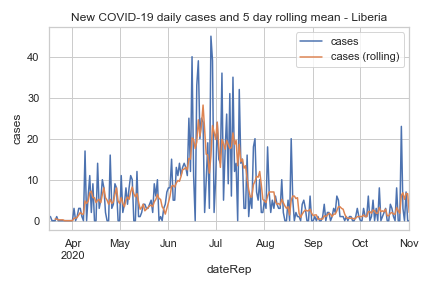 New COVID-19 daily cases and 5 day rolling mean - Liberia
cases
cases (rolling)
cases
40
30
20
10
0
Apr May Jun Jul Aug Sep Oct Nov
2020
dateRep